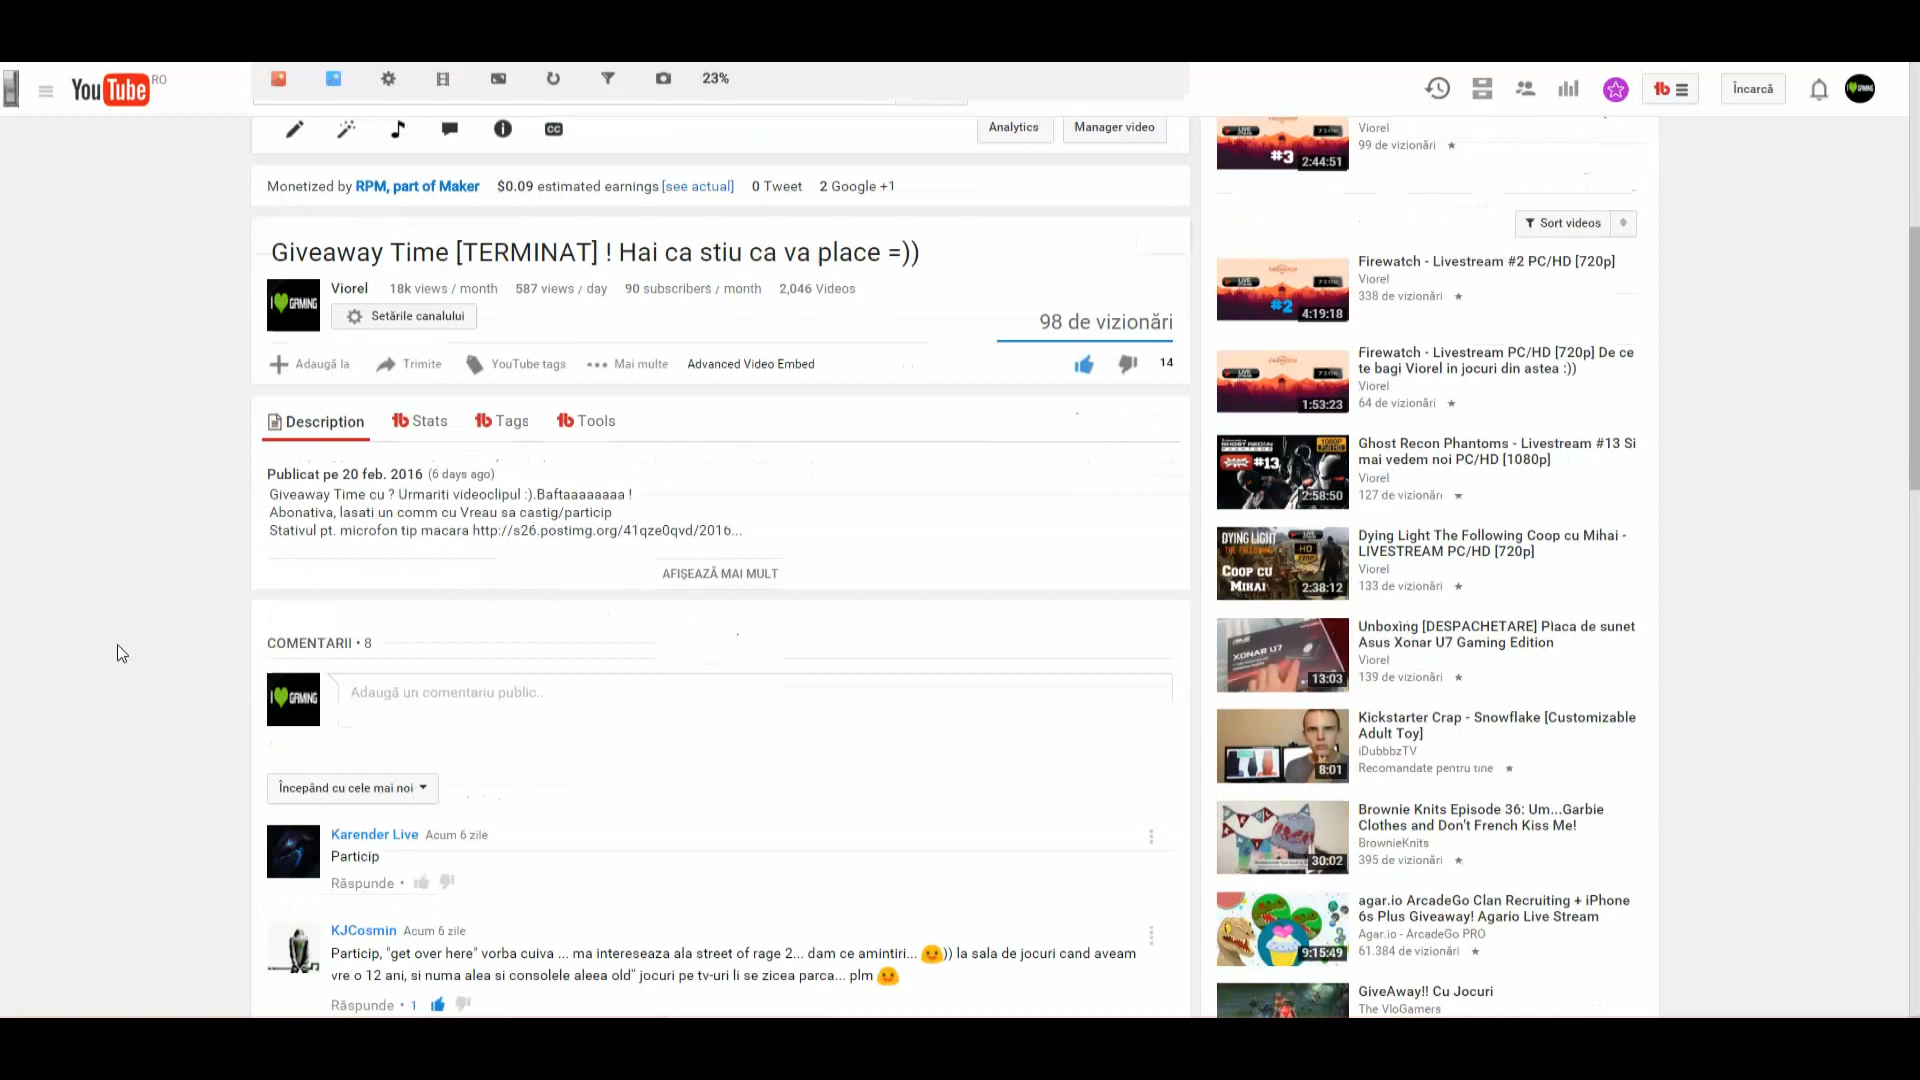 YouTube RO
23%
Încarcă
CC
Analytics
Manager video
Monetized by RPM, part of Maker $0.09 estimated earnings [see actual] 0 Tweet 2 Google +1
Giveaway Time [TERMINAT] ! Hai ca stiu ca va place =))
I GAMING
Viorel 18k views / month 587 views / day 90 subscribers / month 2,046 Videos
Setările canalului
98 de vizionări
Adaugă la Trimite YouTube tags Mai multe Advanced Video Embed
14
Description Stats Tags Tools
Publicat pe 20 feb. 2016 (6 days ago)
Giveaway Time cu ? Urmariti videoclipul :).Baftaaaaaaaa !
Abonativa, lasati un comm cu Vreau sa castig/particip
Stativul pt. microfon tip macara http://s26.postimg.org/41qze0qvd/2016...
AFIȘEAZĂ MAI MULT
COMENTARII • 8
I GAMING
Adaugă un comentariu public...
Începând cu cele mai noi
Karender Live Acum 6 zile
Particip
Răspunde •
KJCosmin Acum 6 zile
Particip, "get over here" vorba cuiva ... ma intereseaza ala street of rage 2... dam ce amintiri... )) la sala de jocuri cand aveam
vre o 12 ani, si numa alea si consolele aleea old" jocuri pe tv-uri li se zicea parca... plm
Răspunde • 1
#3
2:44:51
Viorel
99 de vizionări
Sort videos
#2
4:19:18
Firewatch - Livestream #2 PC/HD [720p]
Viorel
338 de vizionări
1:53:23
Firewatch - Livestream PC/HD [720p] De ce
te bagi Viorel in jocuri din astea :))
Viorel
64 de vizionări
#13
2:58:50
Ghost Recon Phantoms - Livestream #13 Si
mai vedem noi PC/HD [1080p]
Viorel
127 de vizionări
DYING LIGHT
THE FOLLOWING
HD
COOP CU
MIHAI
2:38:12
Dying Light The Following Coop cu Mihai -
LIVESTREAM PC/HD [720p]
Viorel
133 de vizionări
XONAR U7
13:03
Unboxing [DESPACHETARE] Placa de sunet
Asus Xonar U7 Gaming Edition
Viorel
139 de vizionări
8:01
Kickstarter Crap - Snowflake [Customizable
Adult Toy]
iDubbbzTV
Recomandate pentru tine
30:02
Brownie Knits Episode 36: Um...Garbie
Clothes and Don't French Kiss Me!
BrownieKnits
395 de vizionări
9:15:49
agar.io ArcadeGo Clan Recruiting + iPhone
6s Plus Giveaway! Agario Live Stream
Agar.io - ArcadeGo PRO
61.384 de vizionări
GiveAway!! Cu Jocuri
The VloGamers